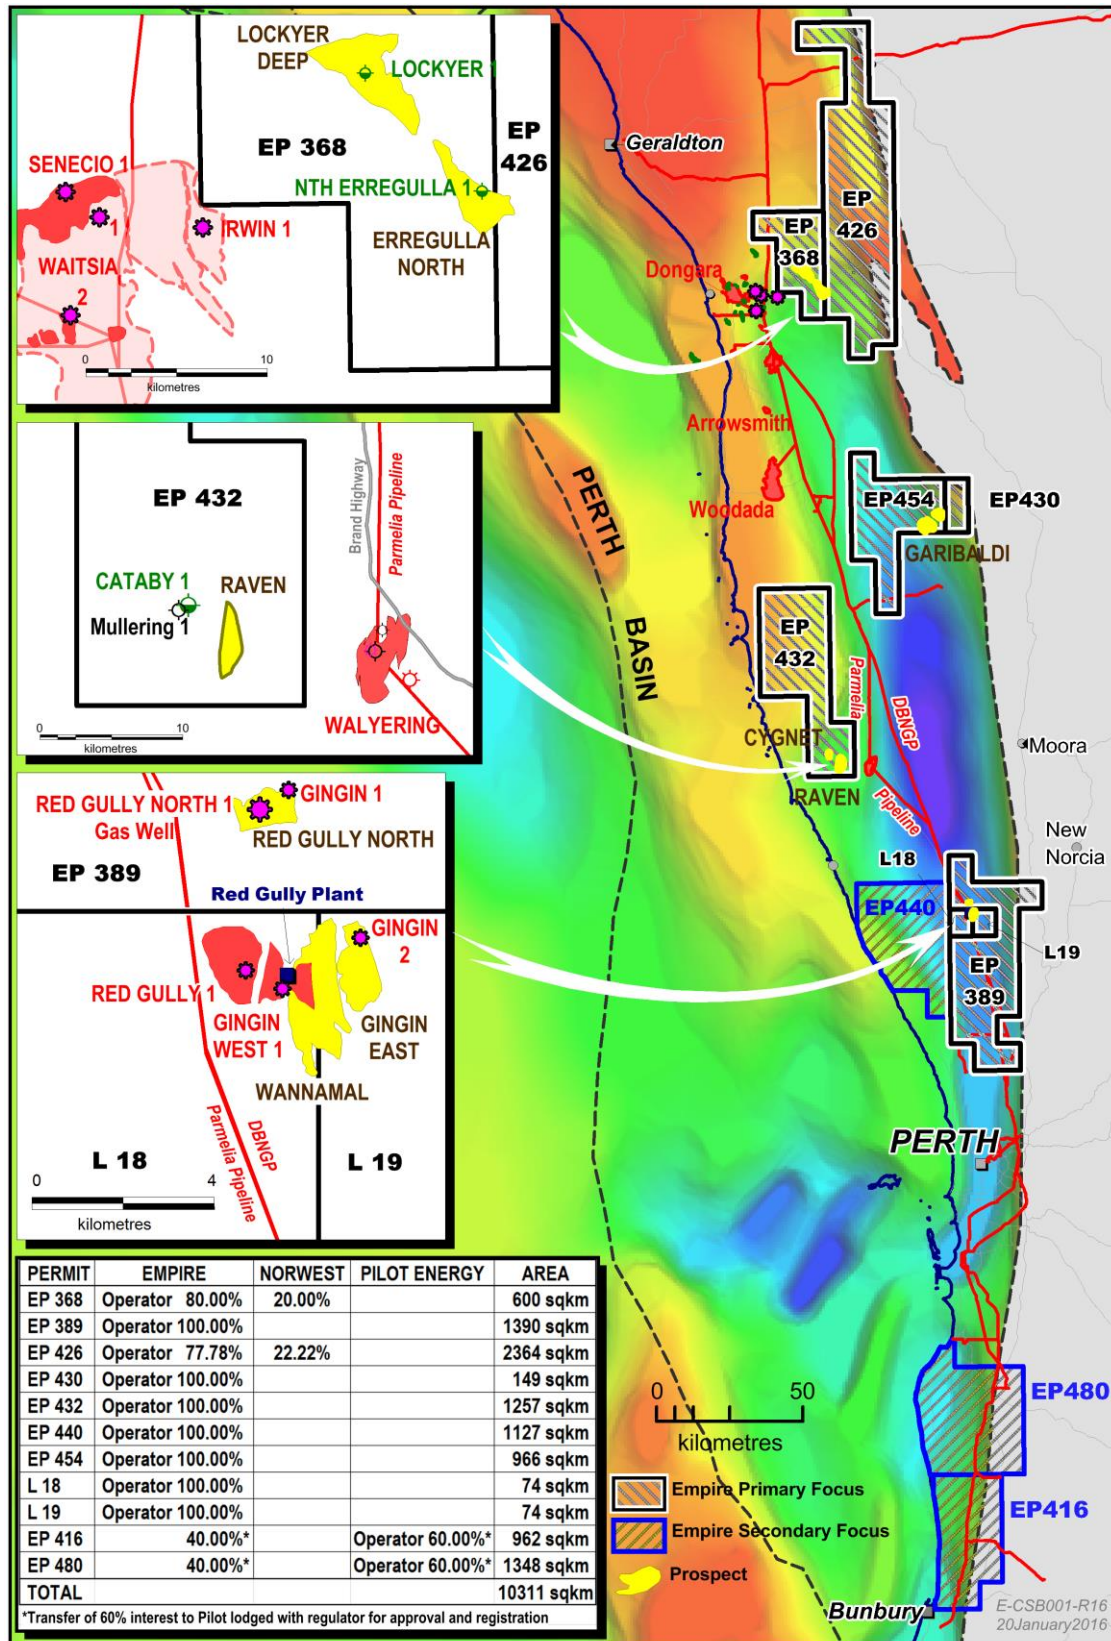 LOCKYER
DEEP
LOCKYER 1
EP 368
EP
426
SENECIO 1
1
IRWIN 1
NTH ERREGULLA 1
WAITSIA
2
ERREGULLA
NORTH
0 10
kilometres
EP 432
CATABY 1
Mullering 1
RAVEN
Brand Highway
Parmelia Pipeline
WALYERING
0 10
kilometres
RED GULLY NORTH 1
Gas Well
GINGIN 1
RED GULLY NORTH
EP 389
Red Gully Plant
GINGIN
2
RED GULLY 1
GINGIN
WEST 1
GINGIN
EAST
WANNAMAL
DBNGP
Parmelia Pipeline
L 18
L 19
0 4
kilometres
Geraldton
EP
426
EP
368
Dongara
Arrowsmith
Woodada
PERTH
BASIN
EP454
EP430
GARIBALDI
EP
432
Parmelia
DBNGP
Pipeline
CYGNET
RAVEN
Moora
New
Norcia
L18
EP440
L19
EP
389
PERTH
EP480
EP416
Bunbury
0 50
kilometres
Empire Primary Focus
Empire Secondary Focus
Prospect
PERMIT EMPIRE NORWEST PILOT ENERGY AREA
EP 368 Operator 80.00% 20.00% 600 sqkm
EP 389 Operator 100.00% 1390 sqkm
EP 426 Operator 77.78% 22.22% 2364 sqkm
EP 430 Operator 100.00% 149 sqkm
EP 432 Operator 100.00% 1257 sqkm
EP 440 Operator 100.00% 1127 sqkm
EP 454 Operator 100.00% 966 sqkm
L 18 Operator 100.00% 74 sqkm
L 19 Operator 100.00% 74 sqkm
EP 416 40.00%* Operator 60.00%* 962 sqkm
EP 480 40.00%* Operator 60.00%* 1348 sqkm
TOTAL 10311 sqkm
*Transfer of 60% interest to Pilot lodged with regulator for approval and registration
E-CSB001-R16
20January2016